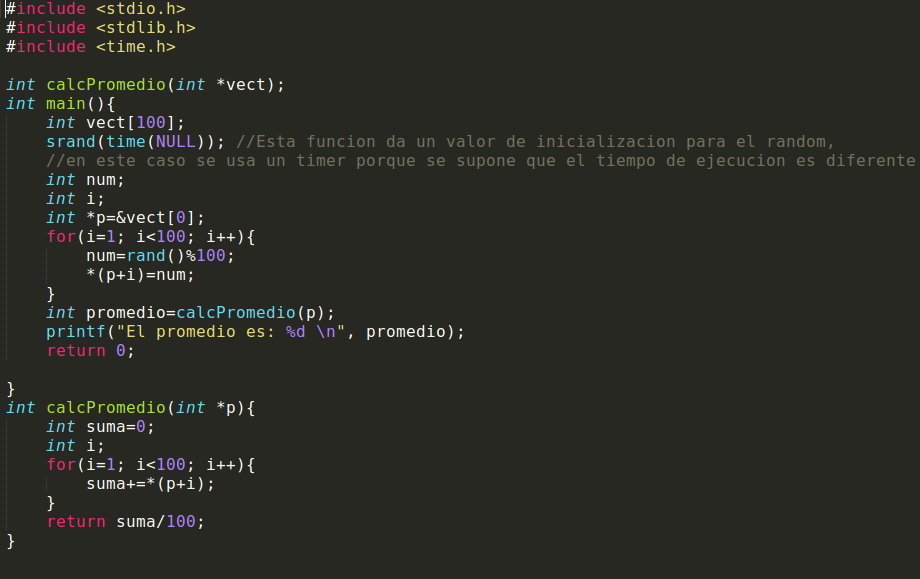 #include <stdio.h>
#include <stdlib.h>
#include <time.h>

int calcPromedio(int *vect);
int main(){
    int vect[100];
    srand(time(NULL)); //Esta funcion da un valor de inicializacion para el random,
    //en este caso se usa un timer porque se supone que el tiempo de ejecucion es diferente
    int num;
    int i;
    int *p=&vect[0];
    for(i=1; i<100; i++){
        num=rand()%100;
        *(p+i)=num;
    }
    int promedio=calcPromedio(p);
    printf("El promedio es: %d \n", promedio);
    return 0;

}
int calcPromedio(int *p){
    int suma=0;
    int i;
    for(i=1; i<100; i++){
        suma+=*(p+i);
    }
    return suma/100;
}